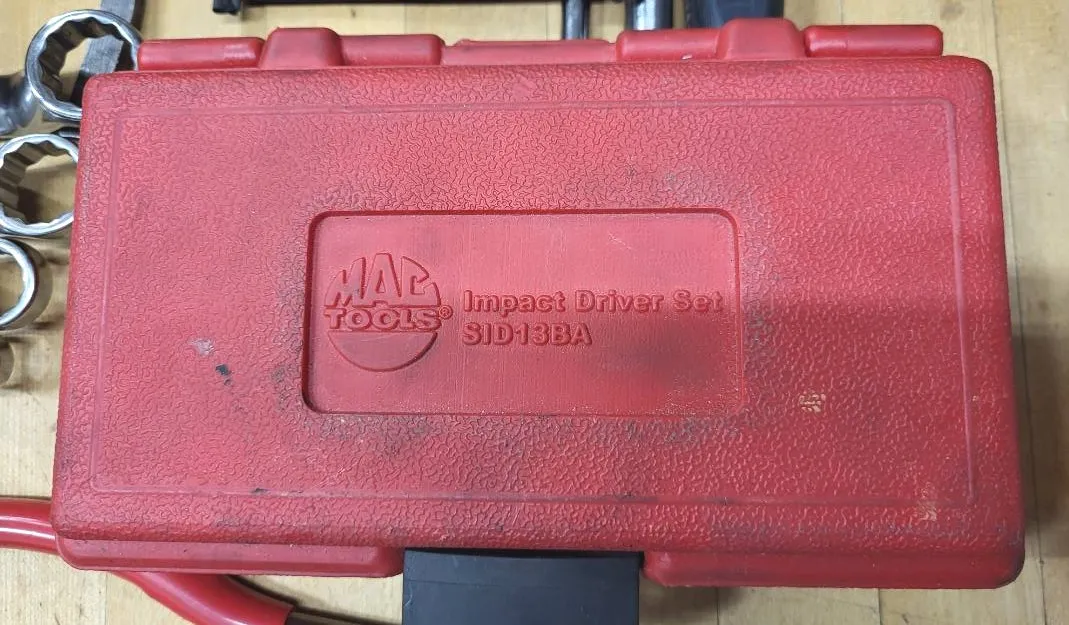 MAC
TOOLS®
Impact Driver Set
SID13BA